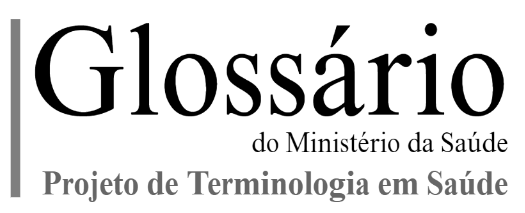 Glossário
do Ministério da Saúde
Projeto de Terminologia em Saúde